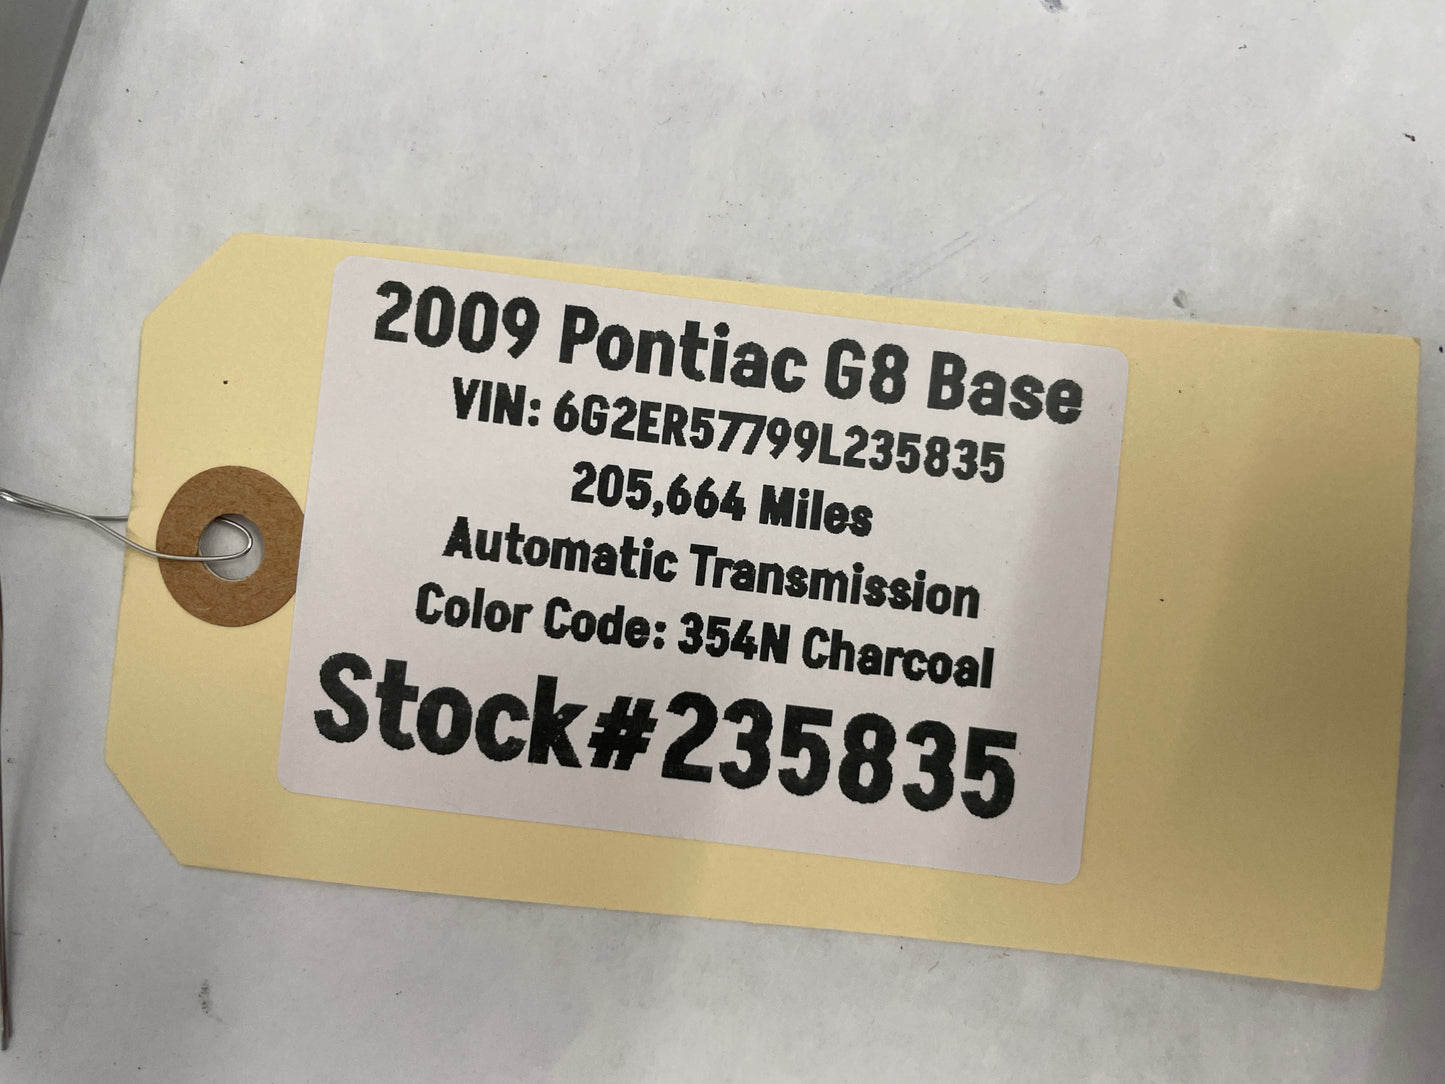 2009 Pontiac G8 Base
VIN: 6G2ER57799L235835
205,664 Miles
Automatic Transmission
Color Code: 354N Charcoal
Stock#235835